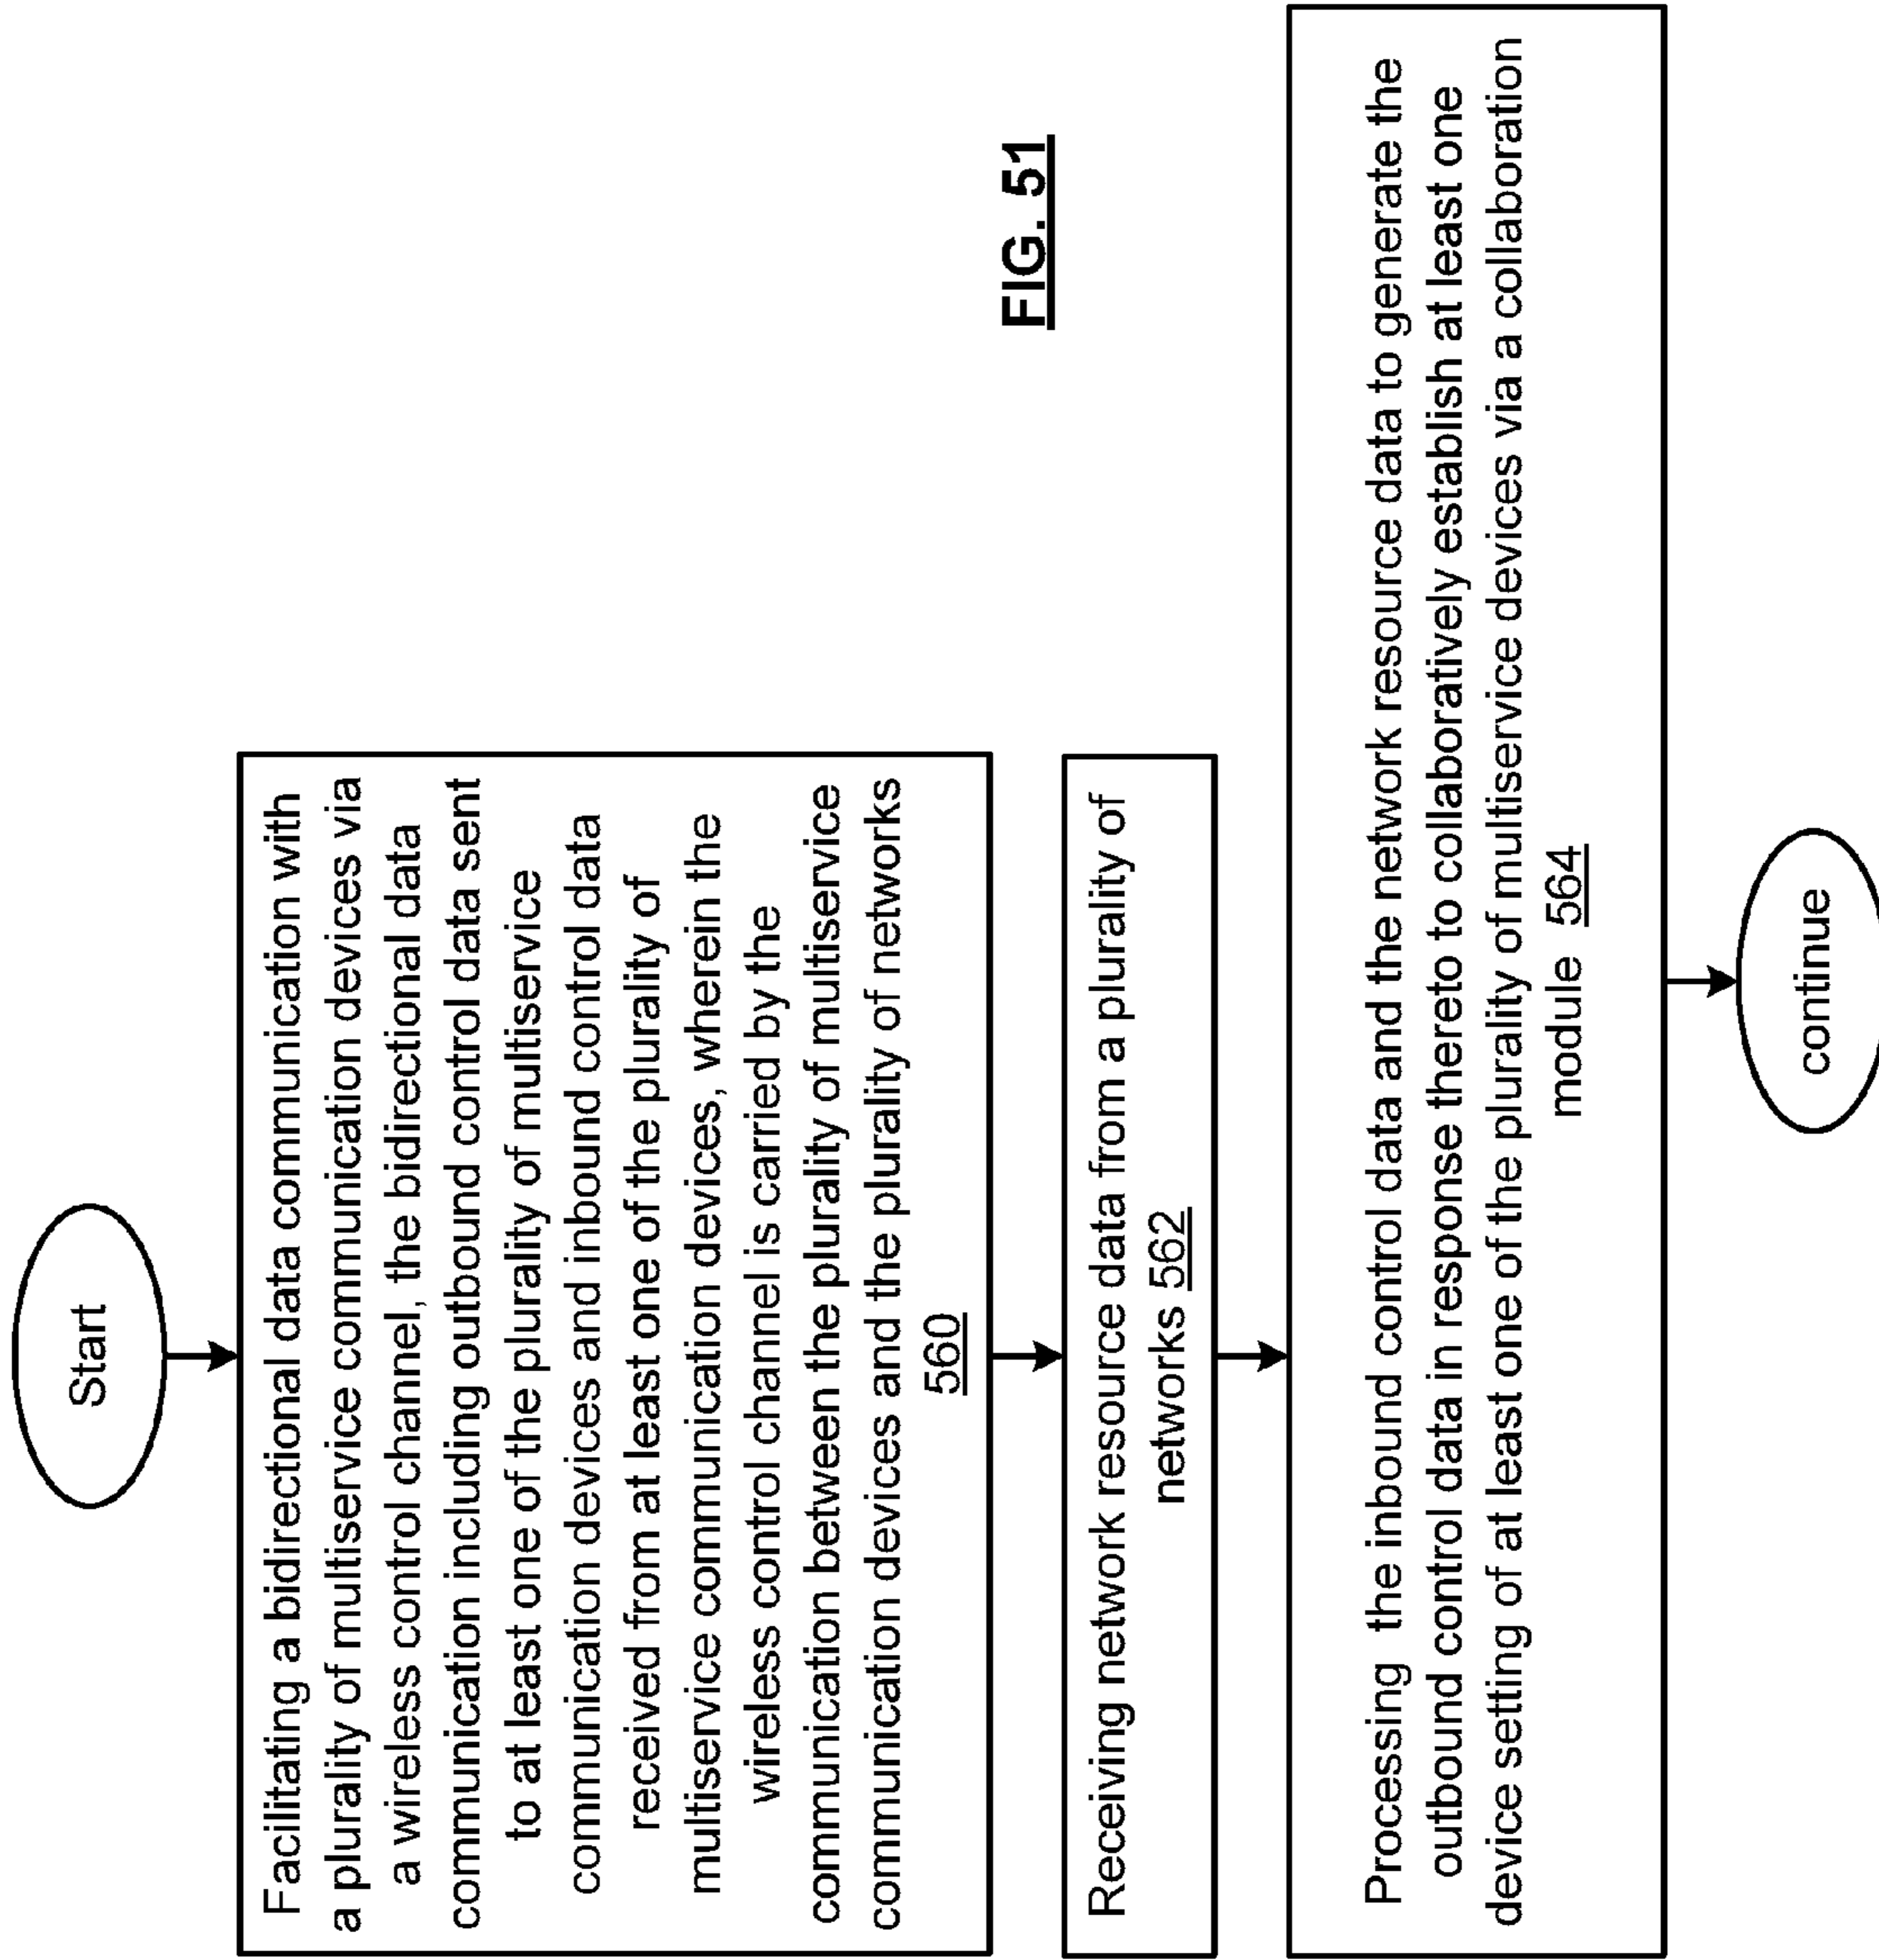 Start
Facilitating a bidirectional data communication with
a plurality of multiservice communication devices via
a wireless control channel, the bidirectional data
communication including outbound control data sent
to at least one of the plurality of multiservice
communication devices and inbound control data
received from at least one of the plurality of
multiservice communication devices, wherein the
wireless control channel is carried by the
communication between the plurality of multiservice
communication devices and the plurality of networks
560
Receiving network resource data from a plurality of
networks 562
Processing the inbound control data and the network resource data to generate the
outbound control data in response thereto to collaboratively establish at least one
device setting of at least one of the plurality of multiservice devices via a collaboration
module 564
continue
FIG. 51